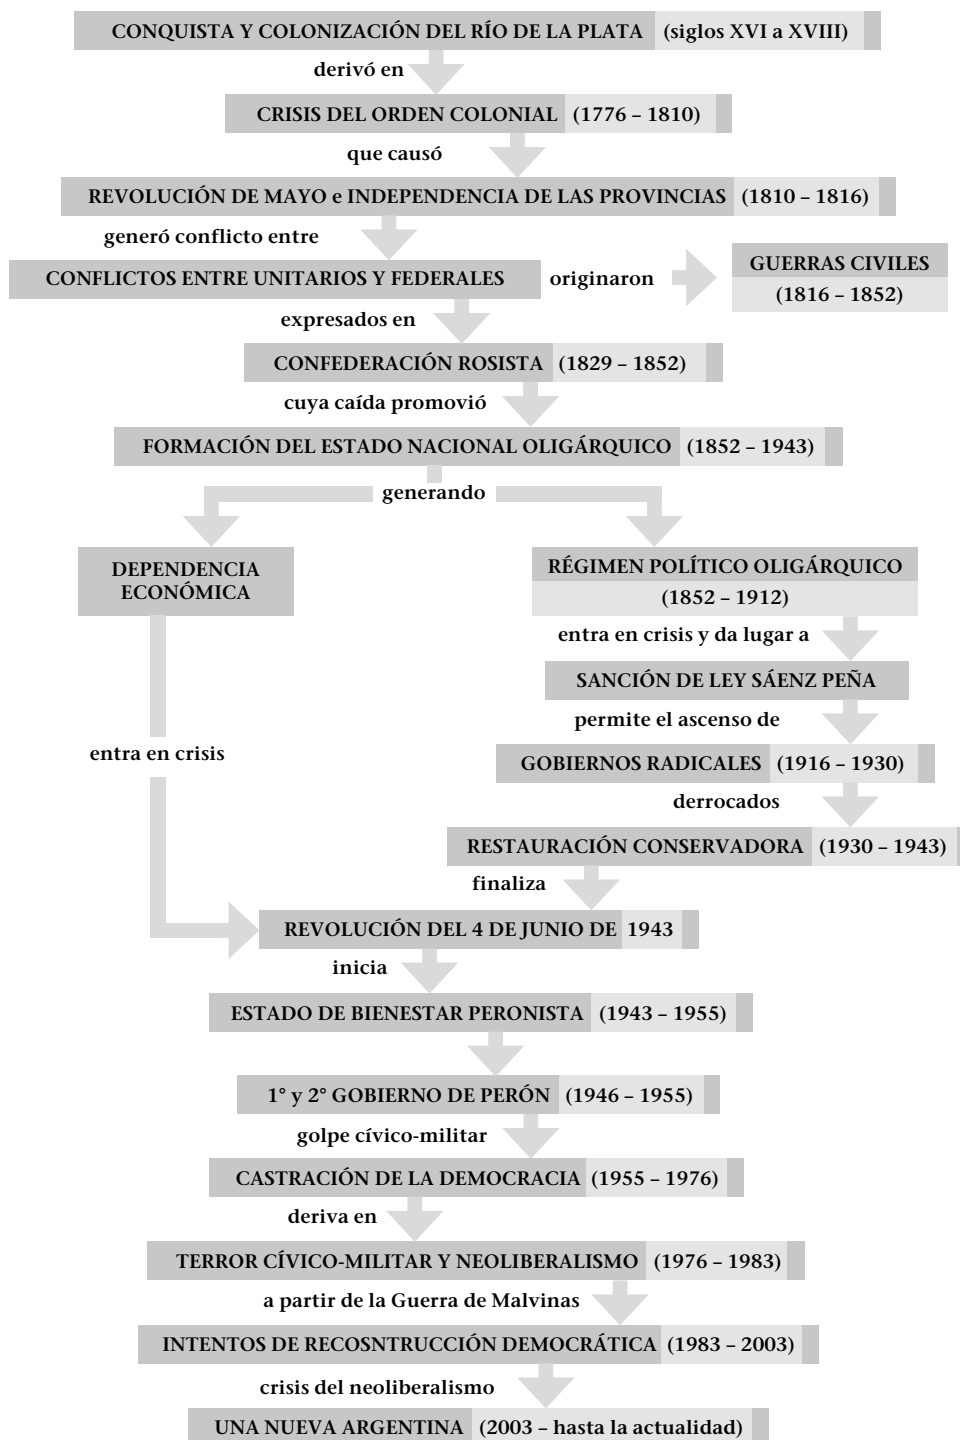 CONQUISTA Y COLONIZACIÓN DEL RÍO DE LA PLATA (siglos XVI a XVIII)
derivó en
CRISIS DEL ORDEN COLONIAL (1776 – 1810)
que causó
REVOLUCIÓN DE MAYO e INDEPENDENCIA DE LAS PROVINCIAS (1810 – 1816)
generó conflicto entre
CONFLICTOS ENTRE UNITARIOS Y FEDERALES
originaron
GUERRAS CIVILES
(1816 – 1852)
expresados en
CONFEDERACIÓN ROSISTA (1829 – 1852)
cuya caída promovió
FORMACIÓN DEL ESTADO NACIONAL OLIGÁRQUICO (1852 – 1943)
generando
DEPENDENCIA
ECONÓMICA
RÉGIMEN POLÍTICO OLIGÁRQUICO
(1852 – 1912)
entra en crisis y da lugar a
SANCIÓN DE LEY SÁENZ PEÑA
permite el ascenso de
entra en crisis
GOBIERNOS RADICALES (1916 – 1930)
derrocados
RESTAURACIÓN CONSERVADORA (1930 – 1943)
finaliza
REVOLUCIÓN DEL 4 DE JUNIO DE 1943
inicia
ESTADO DE BIENESTAR PERONISTA (1943 – 1955)
1° y 2° GOBIERNO DE PERÓN (1946 – 1955)
golpe cívico-militar
CASTRACIÓN DE LA DEMOCRACIA (1955 – 1976)
deriva en
TERROR CÍVICO-MILITAR Y NEOLIBERALISMO (1976 – 1983)
a partir de la Guerra de Malvinas
INTENTOS DE RECOSNTRUCCIÓN DEMOCRÁTICA (1983 – 2003)
crisis del neoliberalismo
UNA NUEVA ARGENTINA (2003 – hasta la actualidad)